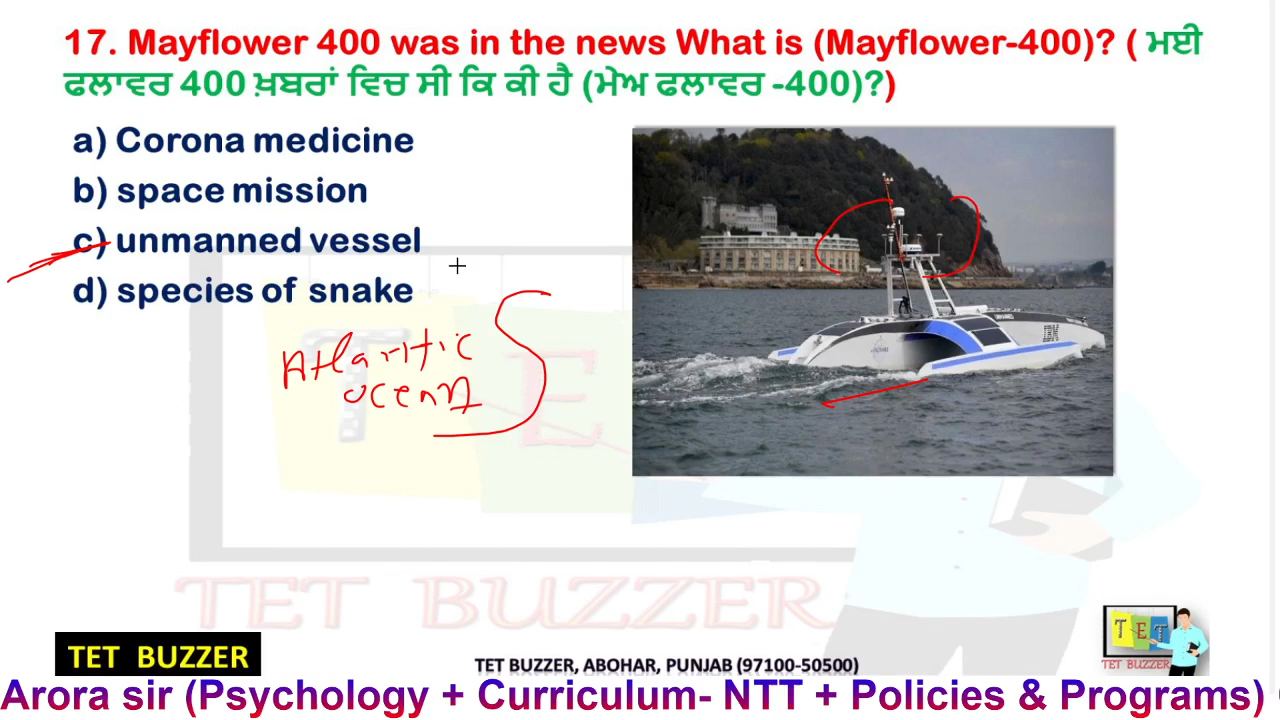 17. Mayflower 400 was in the news What is (Mayflower-400)? ( ਮਈ
ਫਲਾਵਰ 400 ਖ਼ਬਰਾਂ ਵਿਚ ਸੀ ਕਿ ਕੀ ਹੈ (ਮੇਅ ਫਲਾਵਰ -400)?)
a) Corona medicine
b) space mission
c) unmanned vessel
d) species of snake
Atlantic
ocean
IBM
TET BUZZER
TET
TET BUZZER
TET BUZZER
TET BUZZER, ABOHAR, PUNJAB (97100-50500)
Arora sir (Psychology + Curriculum- NTT + Policies & Programs)